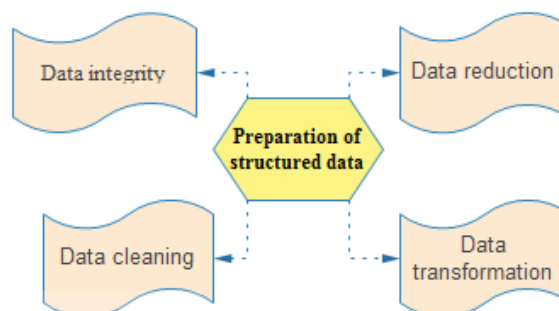 Data integrity
Data reduction
Preparation of
structured data
Data cleaning
Data
transformation